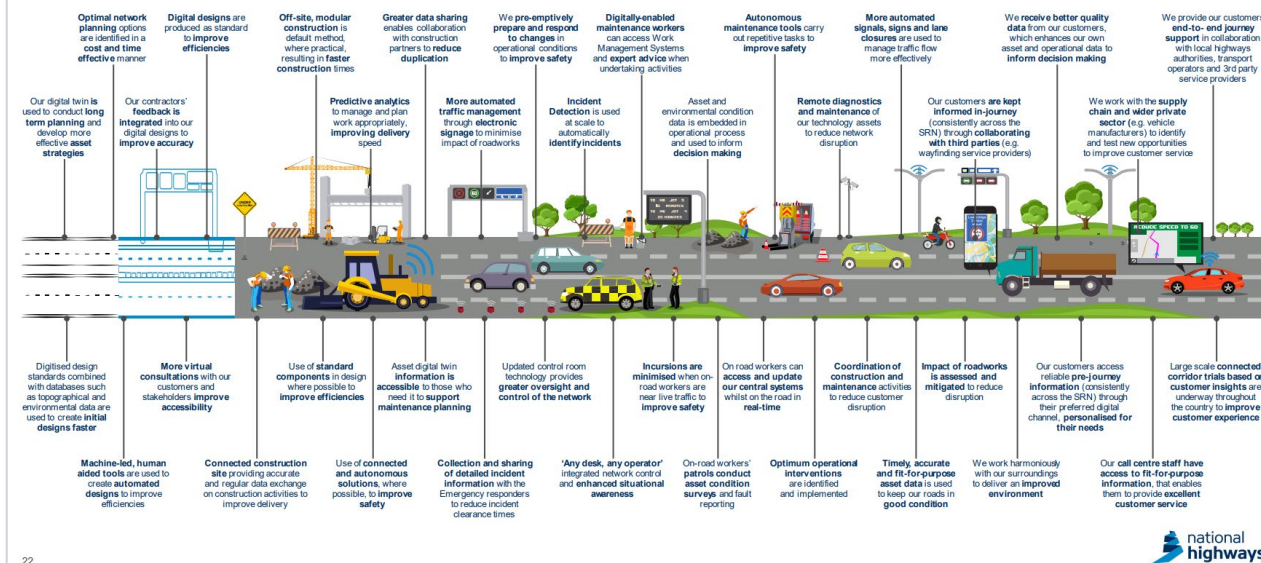 Optimal network
planning options
are identified in a
cost and time
effective manner
Digital designs are
produced as standard
to improve
efficiencies
Off-site, modular
construction is
default method,
where practical,
resulting in faster
construction times
Greater data sharing
enables collaboration
with construction
partners to reduce
duplication
We pre-emptively
prepare and respond
to changes in
operational conditions
to improve safety
Digitally-enabled
maintenance workers
can access Work
Management Systems
and expert advice when
undertaking activities
Autonomous
maintenance tools carry
out repetitive tasks to
improve safety
More automated
signals, signs and lane
closures are used to
manage traffic flow
more effectively
We receive better quality
data from our customers,
which enhances our own
asset and operational data to
inform decision making
We provide our customers
end-to- end journey
support in collaboration
with local highways
authorities, transport
operators and 3rd party
service providers
Our digital twin is
used to conduct long
term planning and
develop more
effective asset
strategies
Our contractors'
feedback is
integrated into our
digital designs to
improve accuracy
Predictive analytics
to manage and plan
work appropriately,
improving delivery
speed
More automated
traffic management
through electronic
signage to minimise
impact of roadworks
Incident
Detection is used
at scale to
automatically
identify incidents
Asset and
environmental condition
data is embedded in
operational process
and used to inform
decision making
Remote diagnostics
and maintenance of
our technology assets
to reduce network
disruption
Our customers are kept
informed in-journey
(consistently across the
SRN) through collaborating
with third parties (e.g.
wayfinding service providers)
We work with the supply
chain and wider private
sector (e.g. vehicle
manufacturers) to identify
and test new opportunities
to improve customer service
UNDER
REDUCE SPEED TO 60
Digitised design
standards combined
with databases such
as topographical and
environmental data are
used to create initial
designs faster
More virtual
consultations with our
customers and
stakeholders improve
accessibility
Use of standard
components in design
where possible to
improve efficiencies
Asset digital twin
information is
accessible to those who
need it to support
maintenance planning
Updated control room
technology provides
greater oversight and
control of the network
Incursions are
minimised when on-
road workers are
near live traffic to
improve safety
On road workers can
access and update
our central systems
whilst on the road in
real-time
Coordination of
construction and
maintenance activities
to reduce customer
disruption
Impact of roadworks
is assessed and
mitigated to reduce
disruption
Our customers access
reliable pre-journey
information (consistently
across the SRN) through
their preferred digital
channel, personalised for
their needs
Large scale connected
corridor trials based on
customer insights are
underway throughout
the country to improve
customer experience
Machine-led, human
aided tools are used to
create automated
designs to improve
efficiencies
Connected construction
site providing accurate
and regular data exchange
on construction activities to
improve delivery
Use of connected
and autonomous
solutions, where
possible, to improve
safety
Collection and sharing
of detailed incident
information with the
Emergency responders
to reduce incident
clearance times
'Any desk, any operator'
integrated network control
and enhanced situational
awareness
On-road workers'
patrols conduct
asset condition
surveys and fault
reporting
Optimum operational
interventions
are identified
and implemented
Timely, accurate
and fit-for-purpose
asset data is used
to keep our roads in
good condition
We work harmoniously
with our surroundings
to deliver an improved
environment
Our call centre staff have
access to fit-for-purpose
information, that enables
them to provide excellent
customer service
22
national
highways